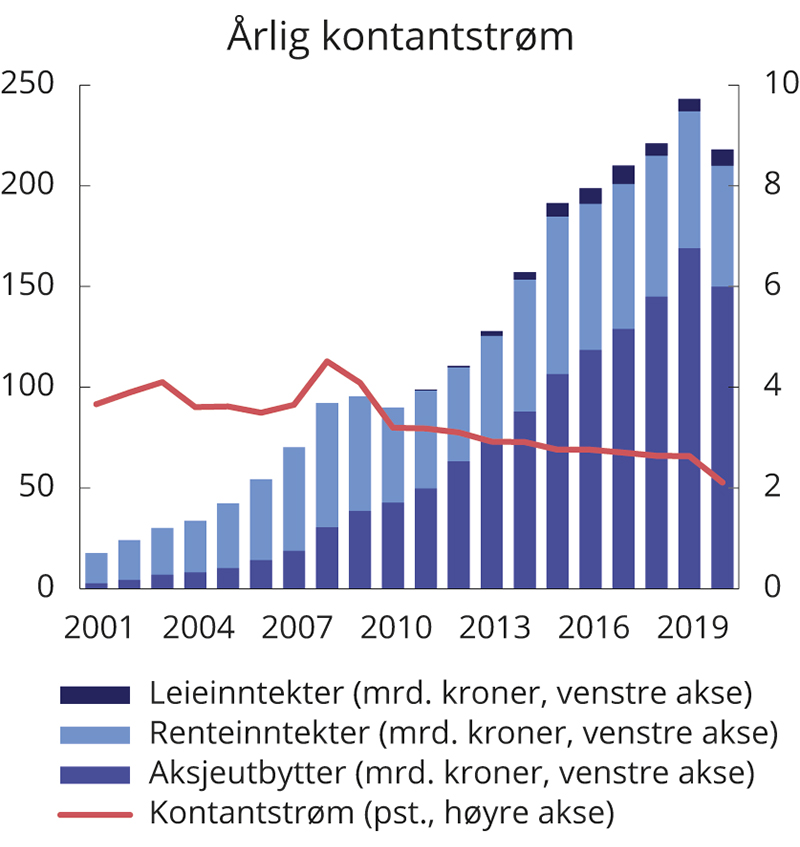 Årlig kontantstrøm
250
200
150
100
50
0
10
8
6
4
2
0
2001 2004 2007 2010 2013 2016 2019
Leieinntekter (mrd. kroner, venstre akse)
Renteinntekter (mrd. kroner, venstre akse)
Aksjeutbytter (mrd. kroner, venstre akse)
Kontantstrøm (pst., høyre akse)